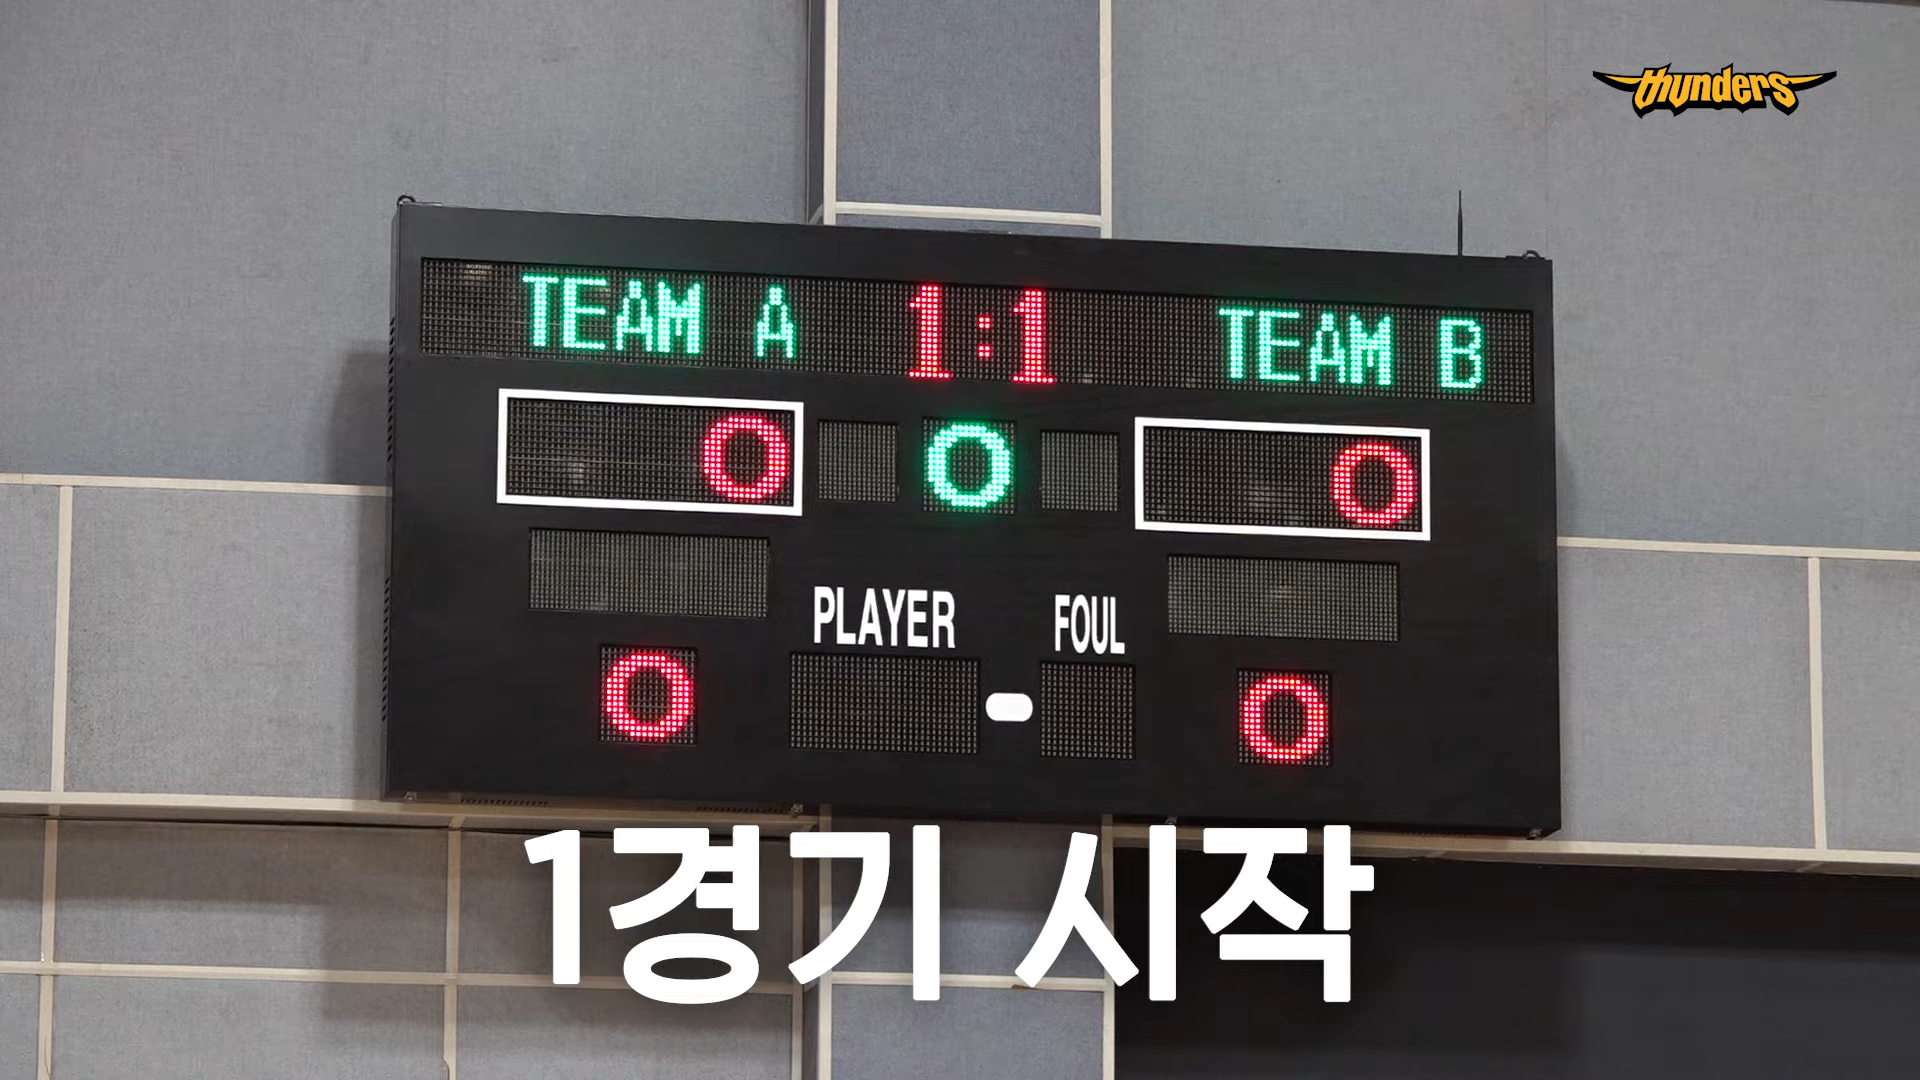 thunders
TEAM A 1:1 TEAM B
0 0 0
PLAYER FOUL
0 0
1경기 시작